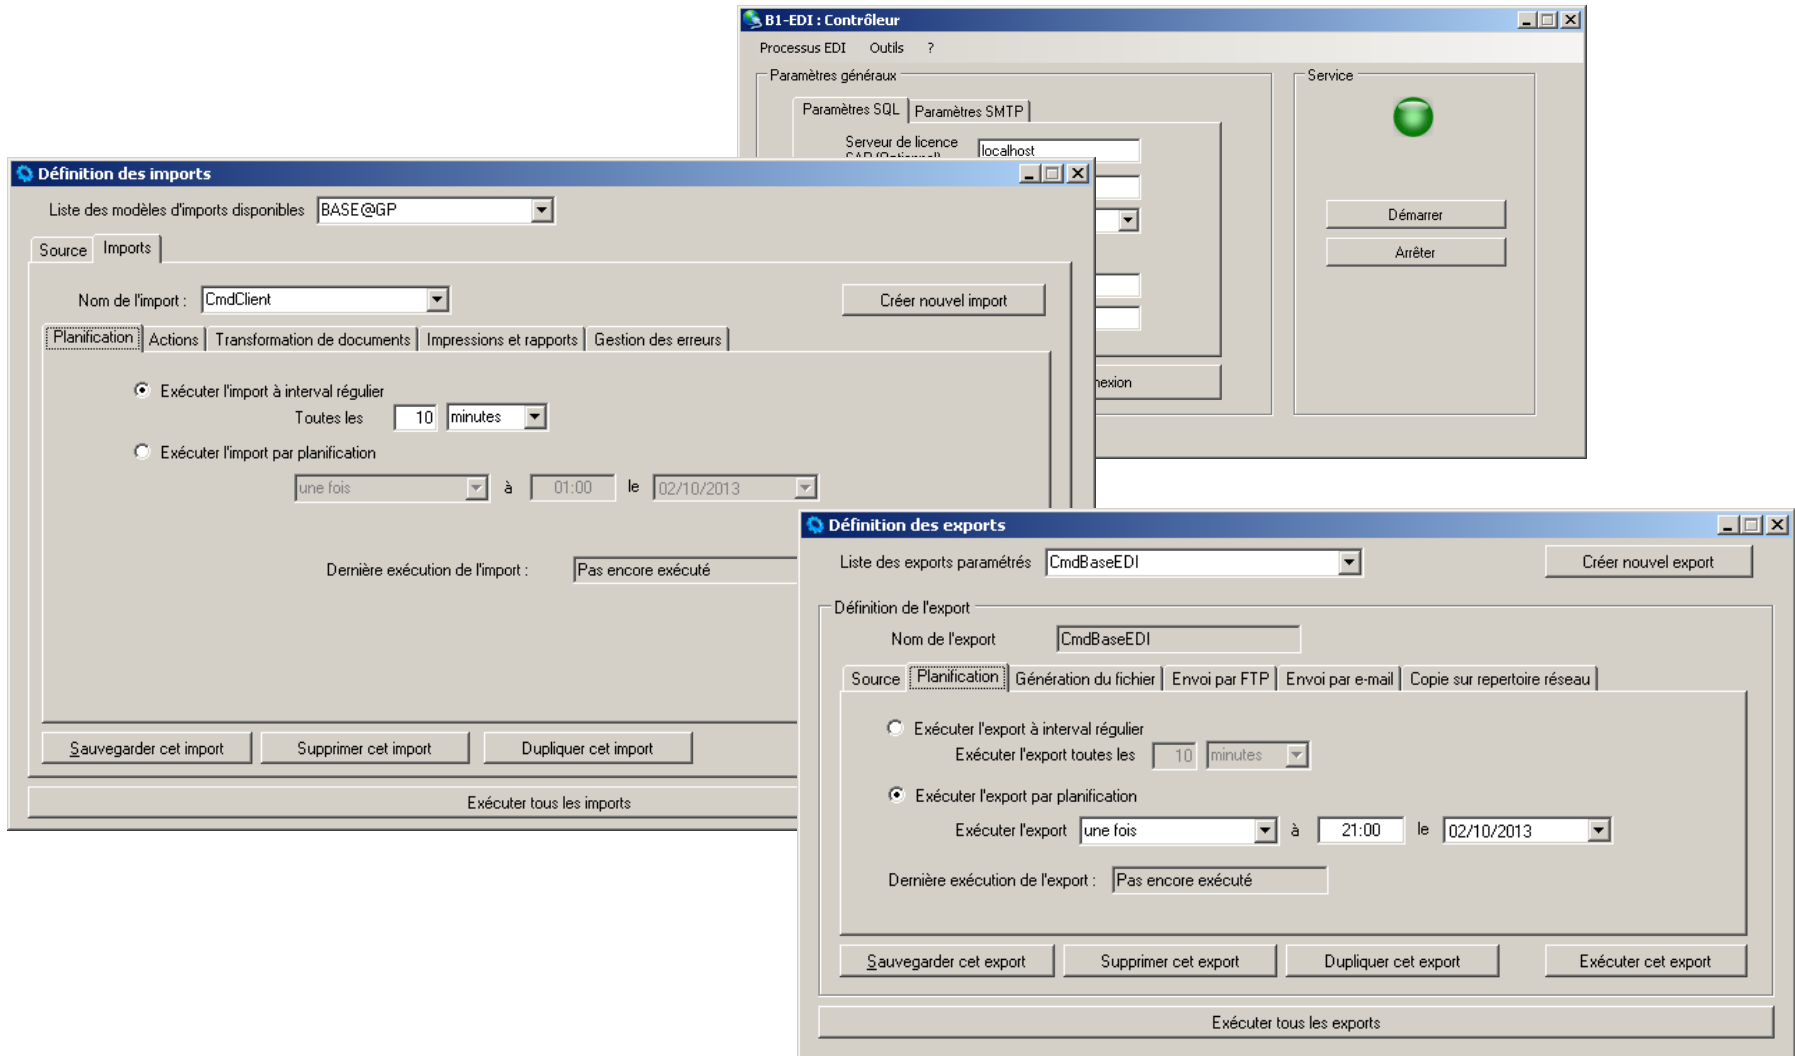 B1-EDI : Contrôleur
Processus EDI Outils ?
Paramètres généraux
Paramètres SQL Paramètres SMTP
Serveur de licence
localhost
nexion
Service
Démarrer
Arrêter
Définition des imports
Liste des modèles d'imports disponibles BASE@GP
Source Imports
Nom de l'import : CmdClient Créer nouvel import
Planification Actions Transformation de documents Impressions et rapports Gestion des erreurs
Exécuter l'import à interval régulier
Toutes les 10 minutes
Exécuter l'import par planification
une fois à 01:00 le 02/10/2013
Dernière exécution de l'import : Pas encore exécuté
Sauvegarder cet import Supprimer cet import Dupliquer cet import
Exécuter tous les imports
Définition des exports
Liste des exports paramétrés CmdBaseEDI Créer nouvel export
Définition de l'export
Nom de l'export CmdBaseEDI
Source Planification Génération du fichier Envoi par FTP Envoi par e-mail Copie sur repertoire réseau
Exécuter l'export à interval régulier
Exécuter l'export toutes les 10 minutes
Exécuter l'export par planification
Exécuter l'export une fois à 21:00 le 02/10/2013
Dernière exécution de l'export : Pas encore exécuté
Sauvegarder cet export Supprimer cet export Dupliquer cet export Exécuter cet export
Exécuter tous les exports